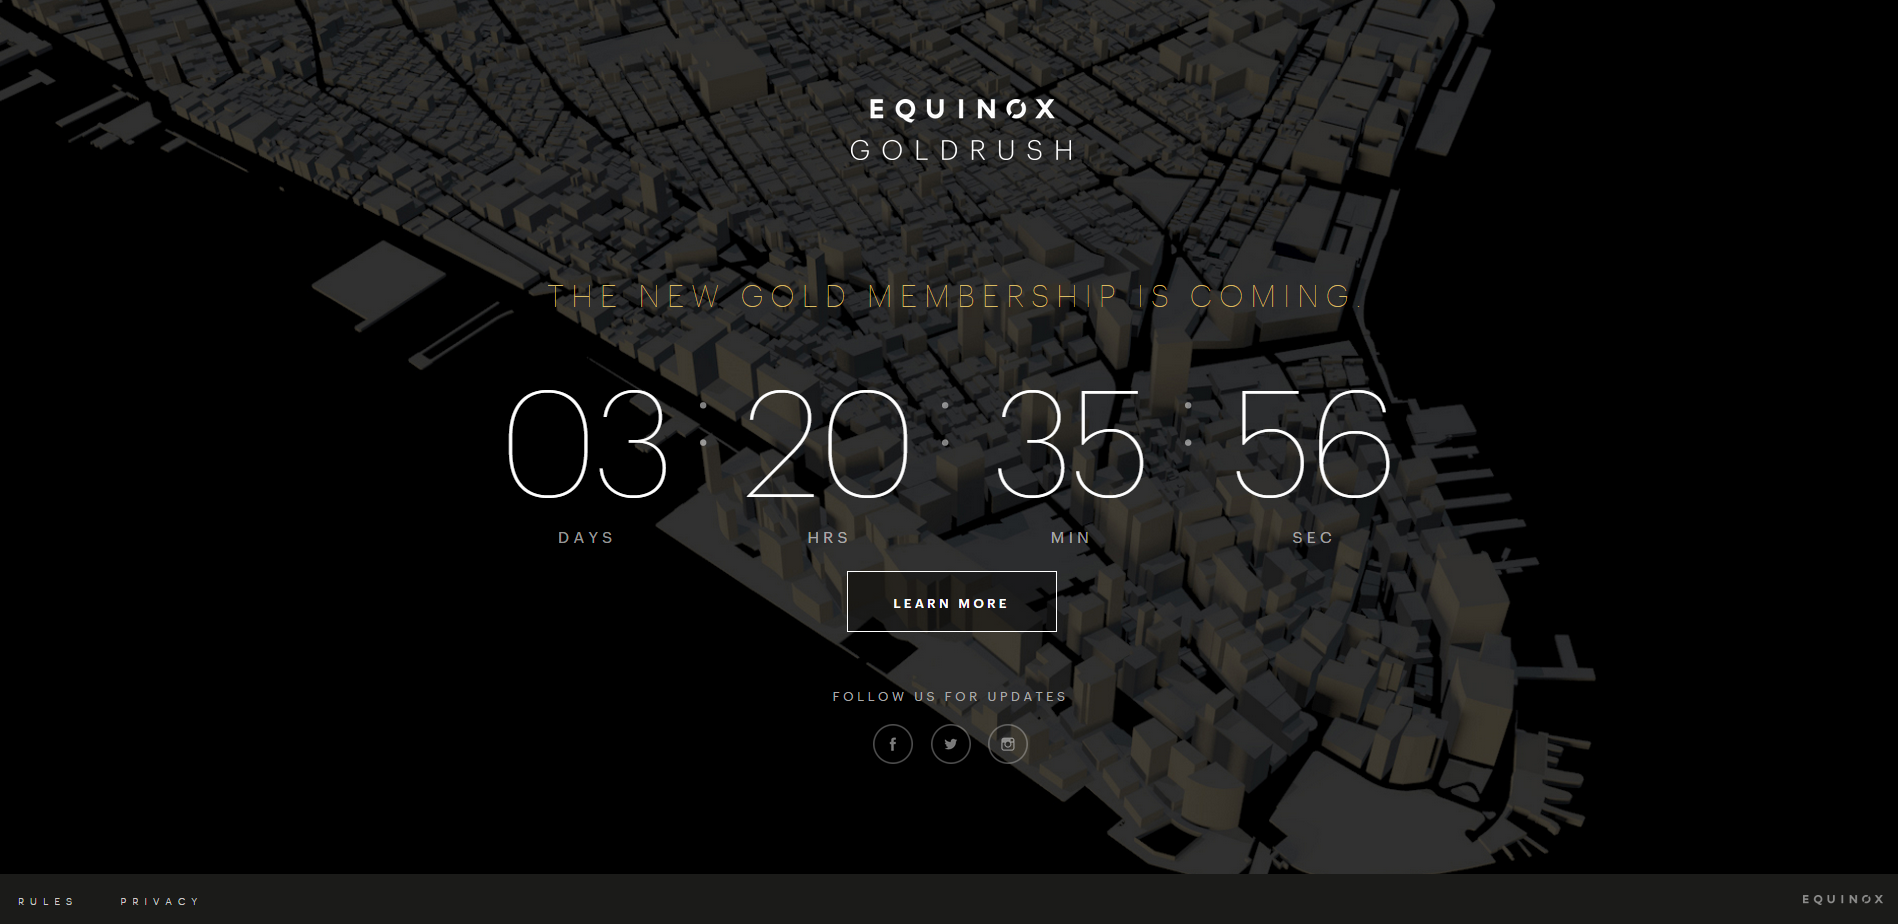 EQUINOX
GOLDRUSH
THE NEW GOLD MEMBERSHIP IS COMING.
03 : 20 : 35 : 56
DAYS HRS MIN SEC
LEARN MORE
FOLLOW US FOR UPDATES
RULES PRIVACY EQUINOX